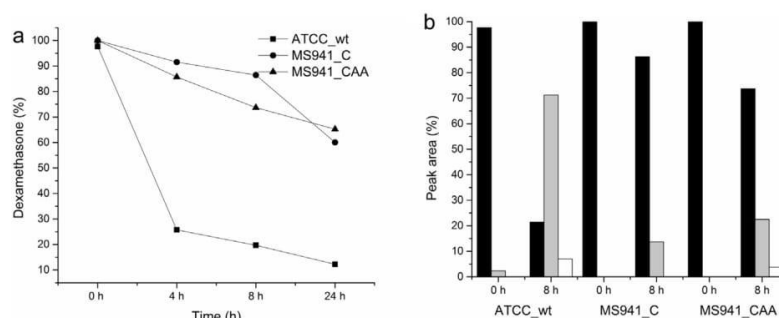 a
ATCC_wt
MS941_C
MS941_CAA
100
90
80
70
60
50
40
30
20
10
Dexamethasone (%)
0 h
4 h
8 h
24 h
Time (h)
b
100
90
80
70
60
50
40
30
20
10
0
Peak area (%)
0 h
8 h
0 h
8 h
0 h
8 h
ATCC_wt
MS941_C
MS941_CAA